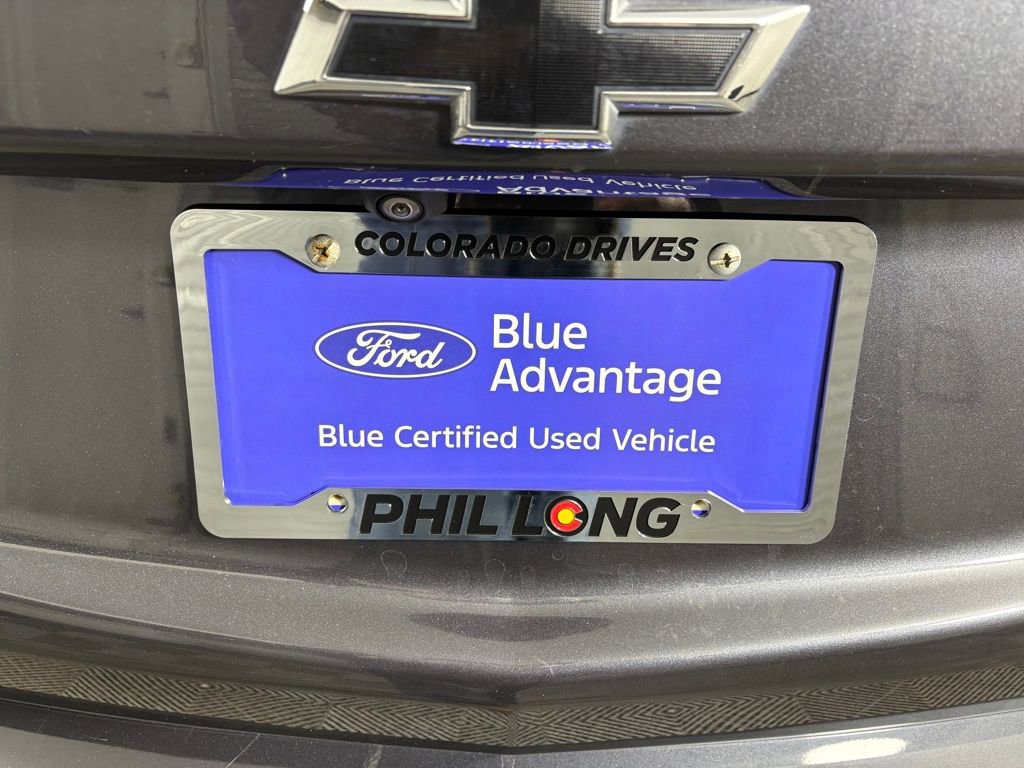 COLORADO DRIVES
Ford
Blue
Advantage
Blue Certified Used Vehicle
PHIL LONG